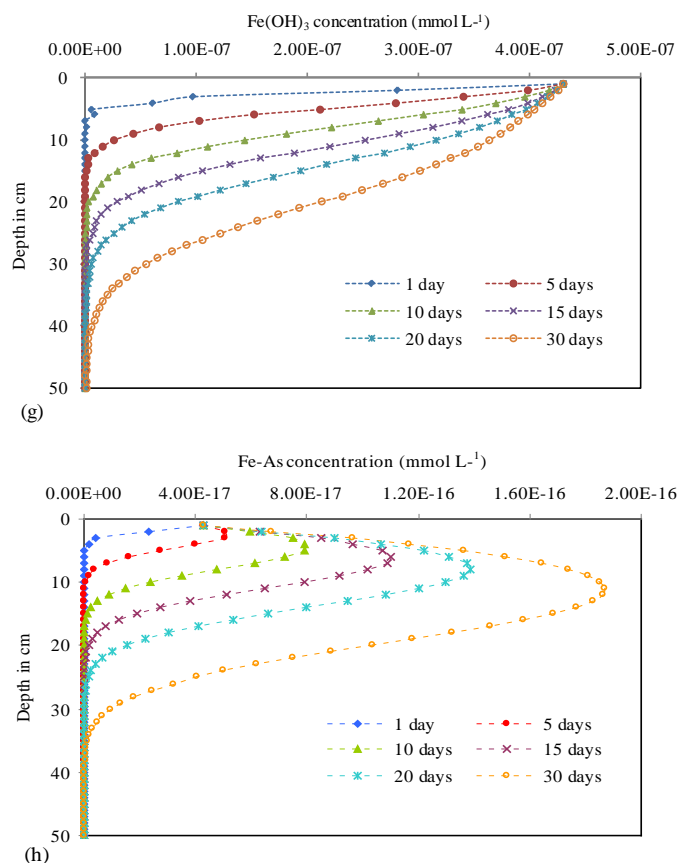 Fe(OH)₃ concentration (mmol L-¹)
0.00E+00 1.00E-07 2.00E-07 3.00E-07 4.00E-07 5.00E-07
0
10
20
30
40
50
Depth in cm
1 day 5 days
10 days 15 days
20 days 30 days
(g)
Fe-As concentration (mmol L-¹)
0.00E+00 4.00E-17 8.00E-17 1.20E-16 1.60E-16 2.00E-16
0
10
20
30
40
50
Depth in cm
1 day 5 days
10 days 15 days
20 days 30 days
(h)